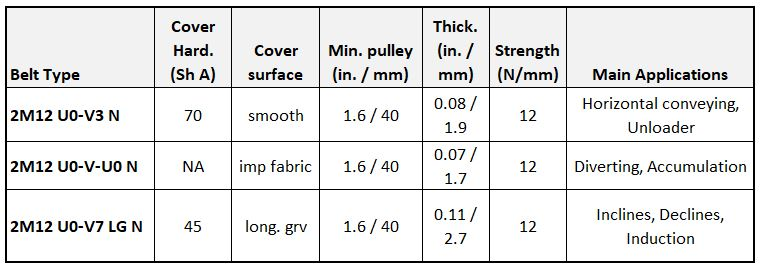 Belt Type Cover Hard. (Sh A) Cover surface Min. pulley (in. / mm) Thick. (in. / mm) Strength (N/mm) Main Applications
2M12 U0-V3 N 70 smooth 1.6 / 40 0.08 / 1.9 12 Horizontal conveying, Unloader
2M12 U0-V-U0 N NA imp fabric 1.6 / 40 0.07 / 1.7 12 Diverting, Accumulation
2M12 U0-V7 LG N 45 long. grv 1.6 / 40 0.11 / 2.7 12 Inclines, Declines, Induction